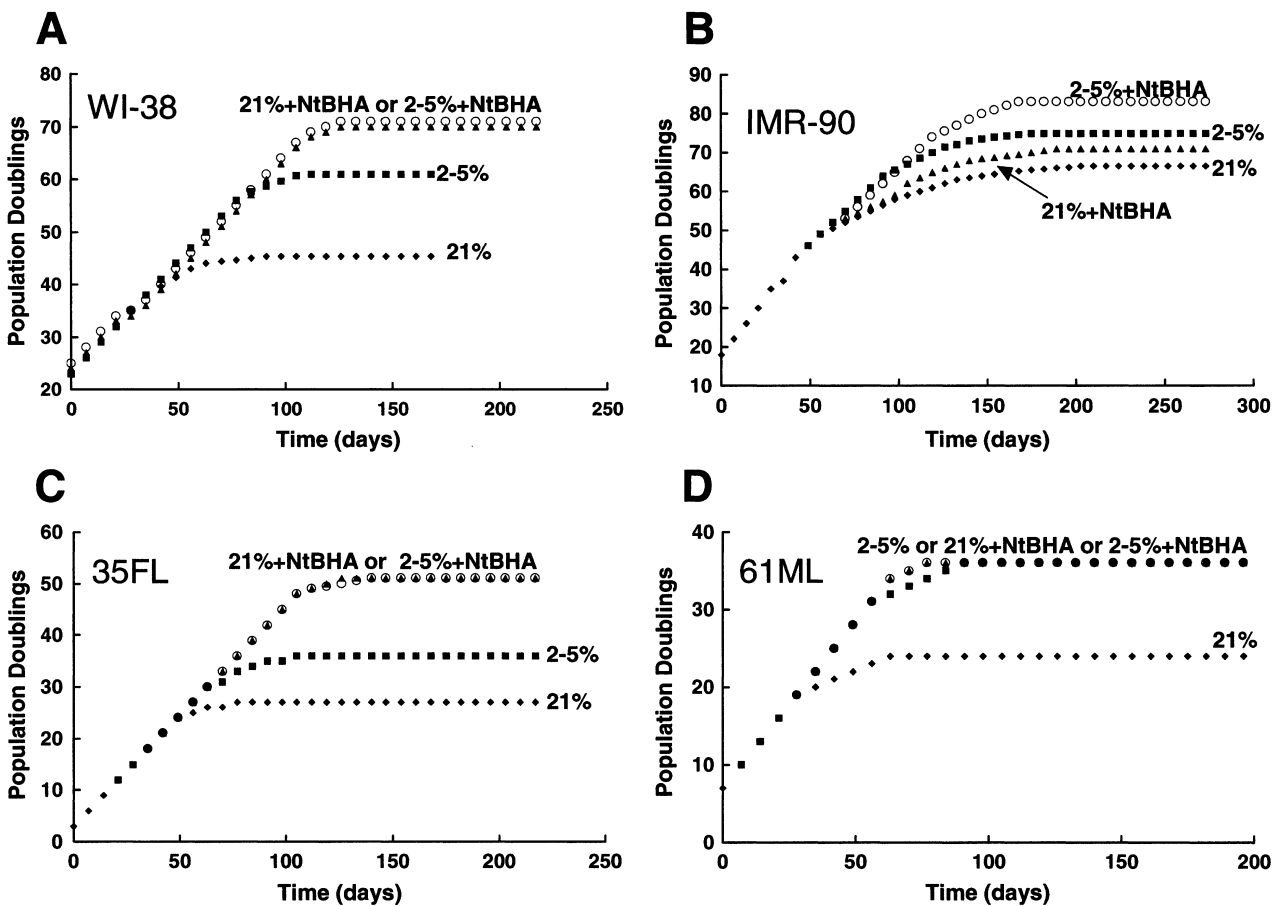 A
WI-38
21%+NtBHA or 2-5%+NtBHA
2-5%
21%
80
70
60
50
40
30
20
0 50 100 150 200 250
Population Doublings
Time (days)
B
IMR-90
2-5%+NtBHA
2-5%
21%
21%+NtBHA
90
80
70
60
50
40
30
20
10
0 50 100 150 200 250 300
Population Doublings
Time (days)
C
35FL
21%+NtBHA or 2-5%+NtBHA
2-5%
21%
60
50
40
30
20
10
0
0 50 100 150 200 250
Population Doublings
Time (days)
D
61ML
2-5% or 21%+NtBHA or 2-5%+NtBHA
21%
40
30
20
10
0
0 50 100 150 200
Population Doublings
Time (days)